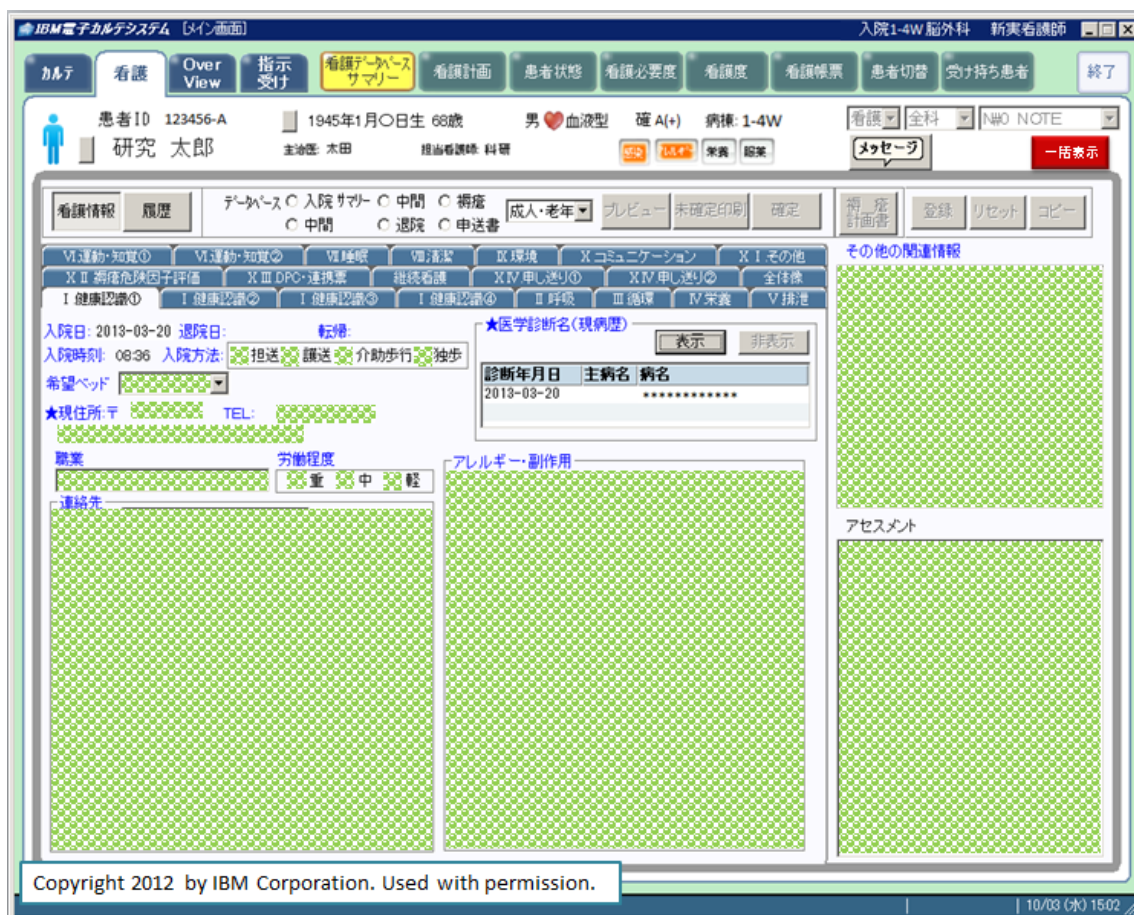 IBM電子カルテシステム [メイン画面] 入院1-4W 脳外科 新実看護師
カルテ 看護 Over View 指示受け 看護データベースサマリー 看護計画 患者状態 看護必要度 看護度 看護帳票 患者切替 受け持ち患者 終了
患者ID 123456-A 1945年1月〇日生 68歳 男 血液型 確 A(+) 病棟: 1-4W 看護 全科 N#0 NOTE
研究 太郎 主治医: 太田 担当看護師: 科研 感染 アレルギー 栄養 服薬 メッセージ 一括表示
看護情報 履歴 データベース 入院 サマリー 中間 褥瘡 成人・老年 プレビュー 未確定印刷 確定 褥瘡計画書 登録 リセット コピー
中間 退院 申送書
VI.運動・知覚① VI.運動・知覚② VII.睡眠 VIII.清潔 IX.環境 X コミュニケーション X I.その他 その他の関連情報
X II 褥瘡危険因子評価 X III DPC・連携票 継続看護 X IV.申し送り① X IV.申し送り② 全体像
I 健康認識① I 健康認識② I 健康認識③ I 健康認識④ II 呼吸 III 循環 IV 栄養 V 排泄
入院日: 2013-03-20 退院日: 転帰: ★医学診断名(現病歴)
入院時刻: 08:36 入院方法: 担送 護送 介助歩行 独歩 表示 非表示
希望ベッド 診断年月日 主病名 病名
2013-03-20 ************
★現住所:〒 TEL:
職業 労働程度 アレルギー・副作用
重 中 軽
連絡先
アセスメント
Copyright 2012 by IBM Corporation. Used with permission.
10/03 (水) 15:02